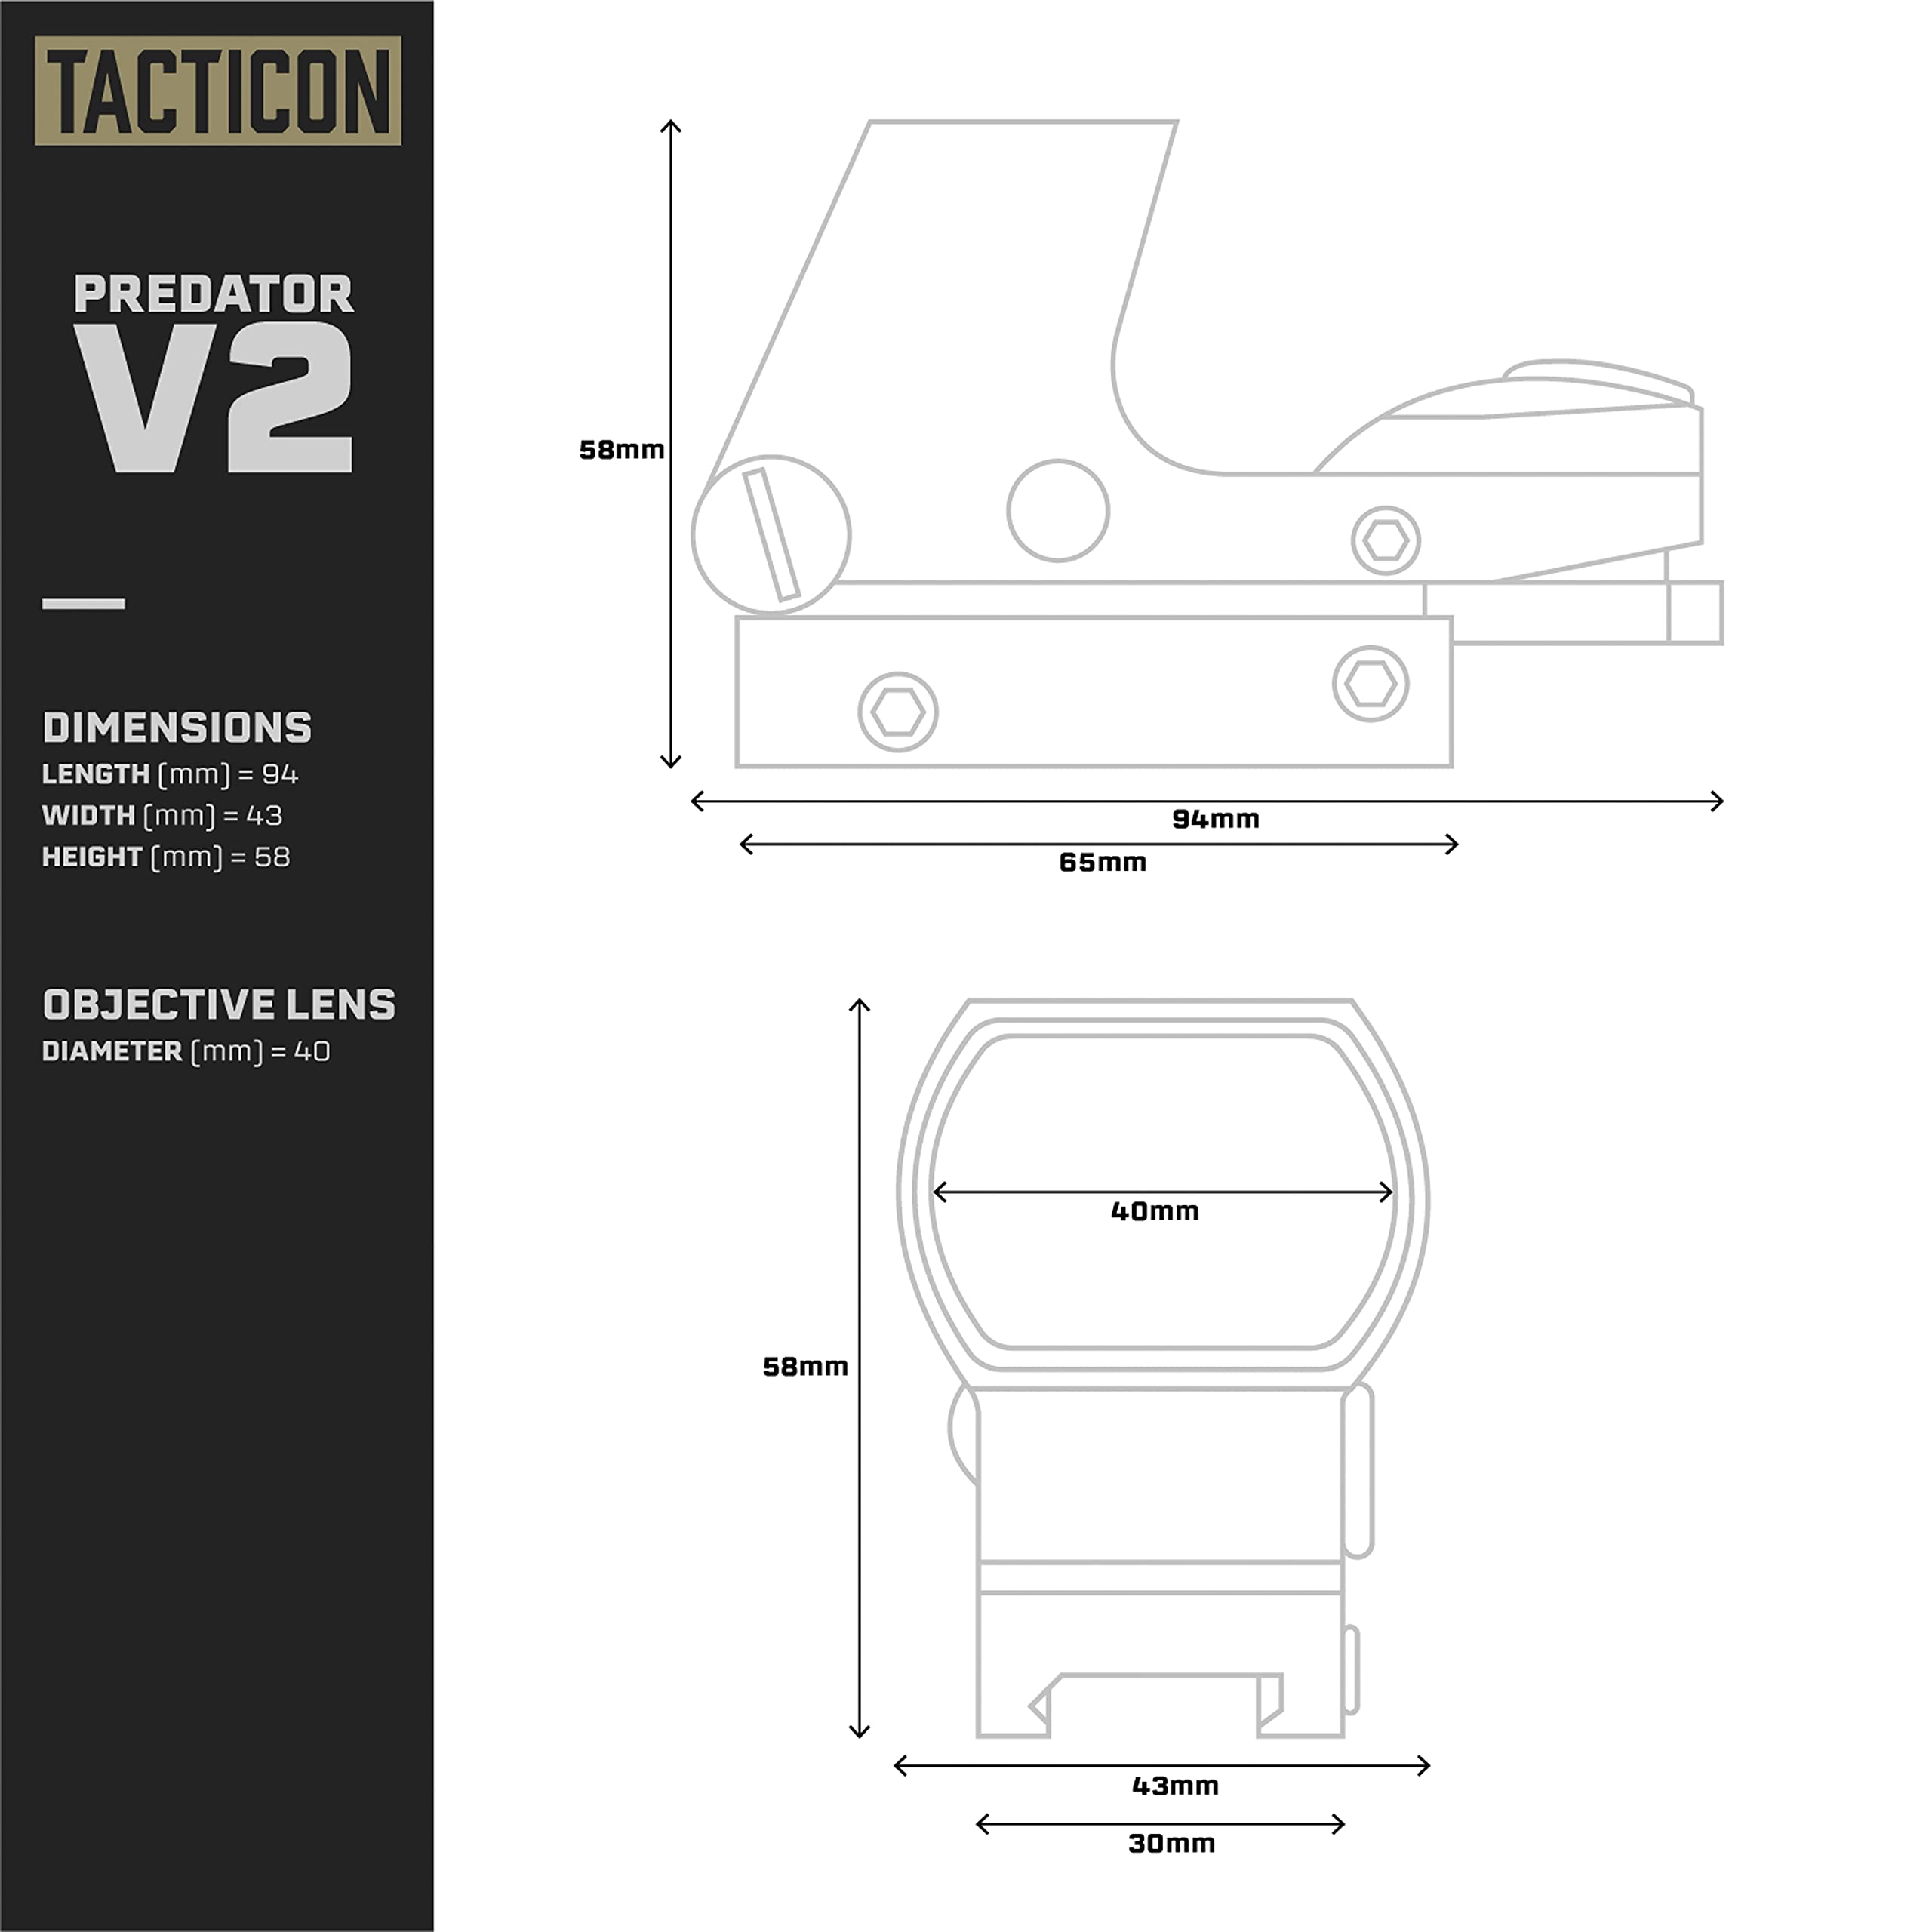 TACTICON
PREDATOR
V2
DIMENSIONS
LENGTH (mm) = 94
WIDTH (mm) = 43
HEIGHT (mm) = 58
OBJECTIVE LENS
DIAMETER (mm) = 40
58mm
94mm
65mm
40mm
58mm
43mm
30mm